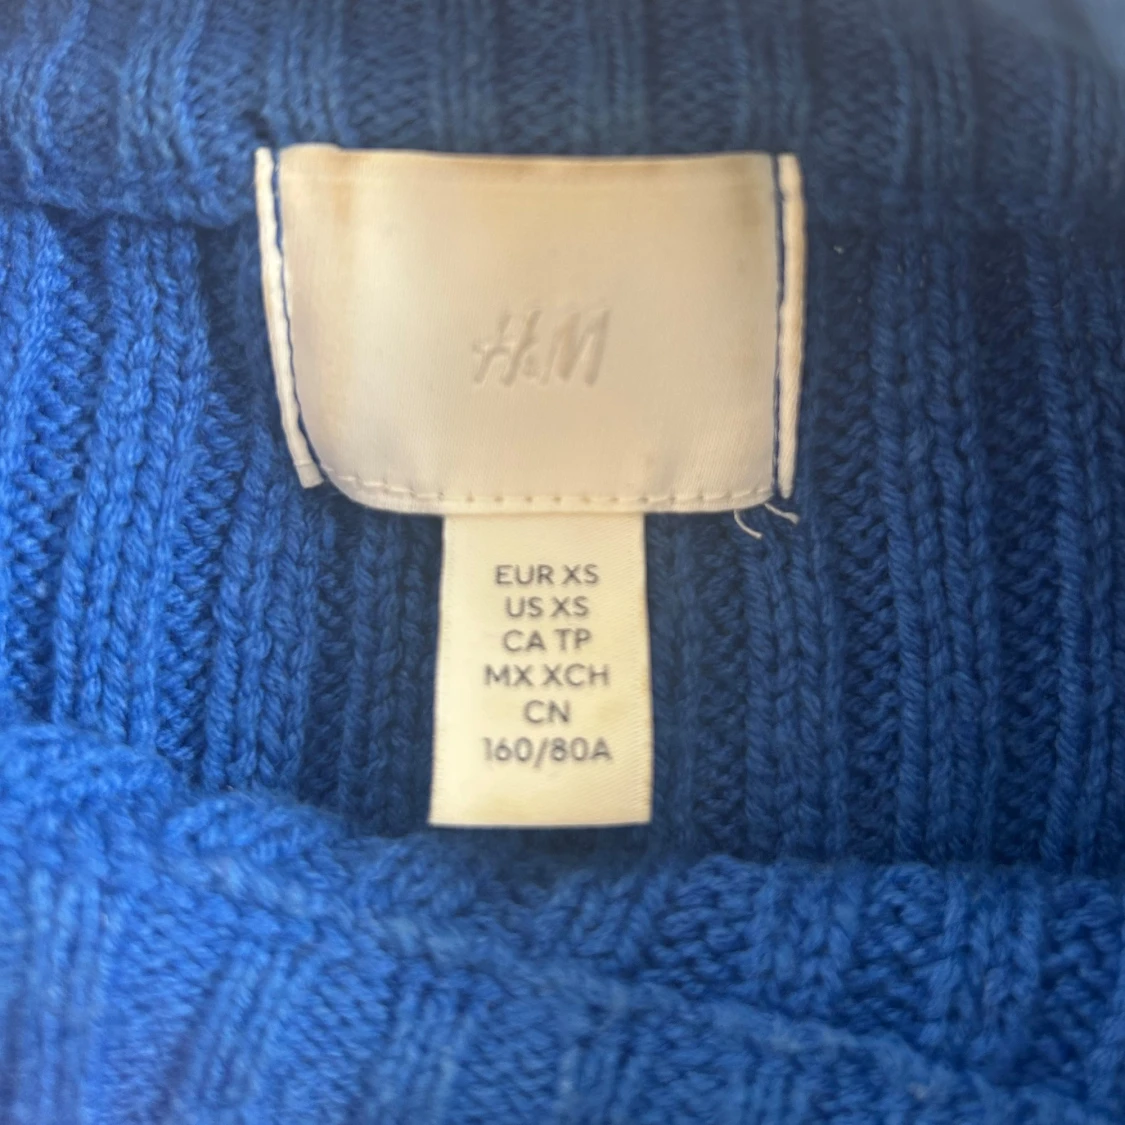 H&M
EUR XS
US XS
CA TP
MX XCH
CN
160/80A